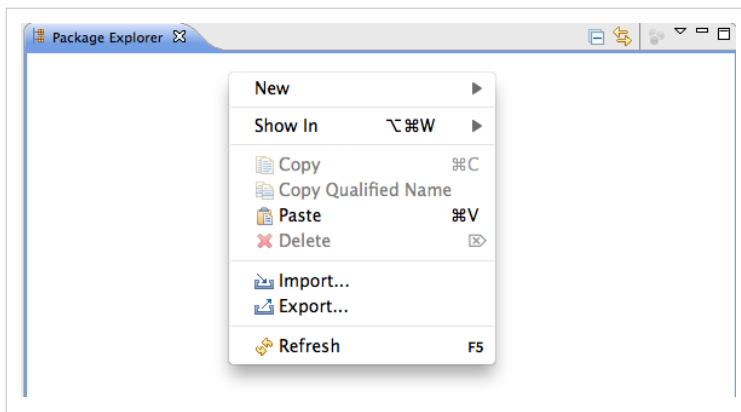 Package Explorer
New
Show In ⌥⌘W
Copy ⌘C
Copy Qualified Name
Paste ⌘V
Delete ⌦
Import...
Export...
Refresh F5